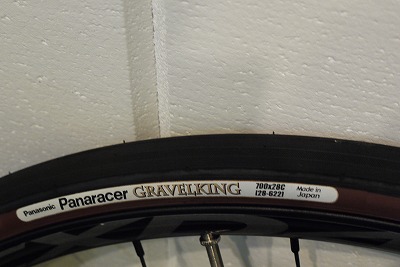 Panasonic Panaracer GRAVELKING 700x28C
(28-622) Made in
Japan